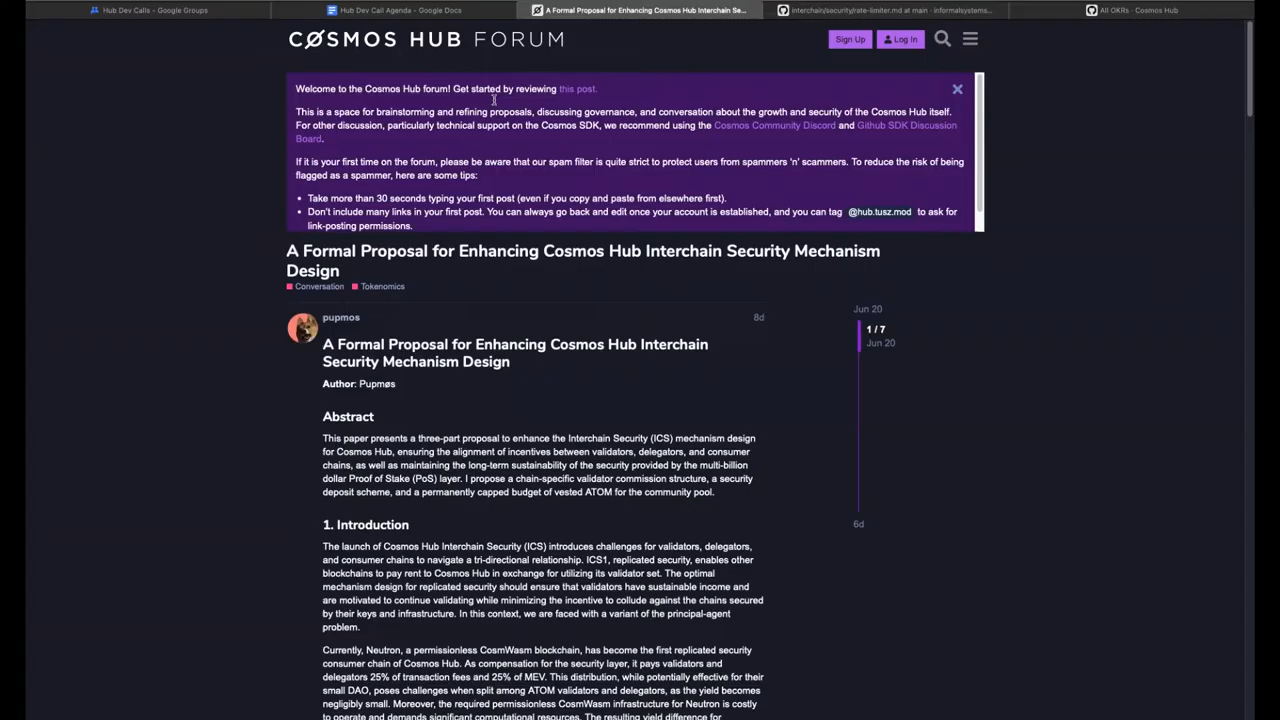 Hub Dev Calls - Google Groups
Hub Dev Call Agenda - Google Docs
A Formal Proposal for Enhancing Cosmos Hub Interchain Se...
interchain/security/rate-limiter.md at main · informalsystems...
All OKRs · Cosmos Hub
COSMOS HUB FORUM
Sign Up
Log In
Welcome to the Cosmos Hub forum! Get started by reviewing this post.
This is a space for brainstorming and refining proposals, discussing governance, and conversation about the growth and security of the Cosmos Hub itself.
For other discussion, particularly technical support on the Cosmos SDK, we recommend using the Cosmos Community Discord and Github SDK Discussion
Board.
If it is your first time on the forum, please be aware that our spam filter is quite strict to protect users from spammers 'n' scammers. To reduce the risk of being
flagged as a spammer, here are some tips:
• Take more than 30 seconds typing your first post (even if you copy and paste from elsewhere first).
• Don't include many links in your first post. You can always go back and edit once your account is established, and you can tag @hub.tusz.mod to ask for
link-posting permissions.
A Formal Proposal for Enhancing Cosmos Hub Interchain Security Mechanism
Design
Conversation Tokenomics
pupmos
8d
A Formal Proposal for Enhancing Cosmos Hub Interchain
Security Mechanism Design
Author: Pupmøs
Abstract
This paper presents a three-part proposal to enhance the Interchain Security (ICS) mechanism design
for Cosmos Hub, ensuring the alignment of incentives between validators, delegators, and consumer
chains, as well as maintaining the long-term sustainability of the security provided by the multi-billion
dollar Proof of Stake (PoS) layer. I propose a chain-specific validator commission structure, a security
deposit scheme, and a permanently capped budget of vested ATOM for the community pool.
1. Introduction
The launch of Cosmos Hub Interchain Security (ICS) introduces challenges for validators, delegators,
and consumer chains to navigate a tri-directional relationship. ICS1, replicated security, enables other
blockchains to pay rent to Cosmos Hub in exchange for utilizing its validator set. The optimal
mechanism design for replicated security should ensure that validators have sustainable income and
are motivated to continue validating while minimizing the incentive to collude against the chains secured
by their keys and infrastructure. In this context, we are faced with a variant of the principal-agent
problem.
Currently, Neutron, a permissionless CosmWasm blockchain, has become the first replicated security
consumer chain of Cosmos Hub. As compensation for the security layer, it pays validators and
delegators 25% of transaction fees and 25% of MEV. This distribution, while potentially effective for their
small DAO, poses challenges when split among ATOM validators and delegators, as the yield becomes
negligibly small. Moreover, the required permissionless CosmWasm infrastructure for Neutron is costly
to operate and demands significant computational resources. The resulting yield difference for
Jun 20
1 / 7
Jun 20
6d